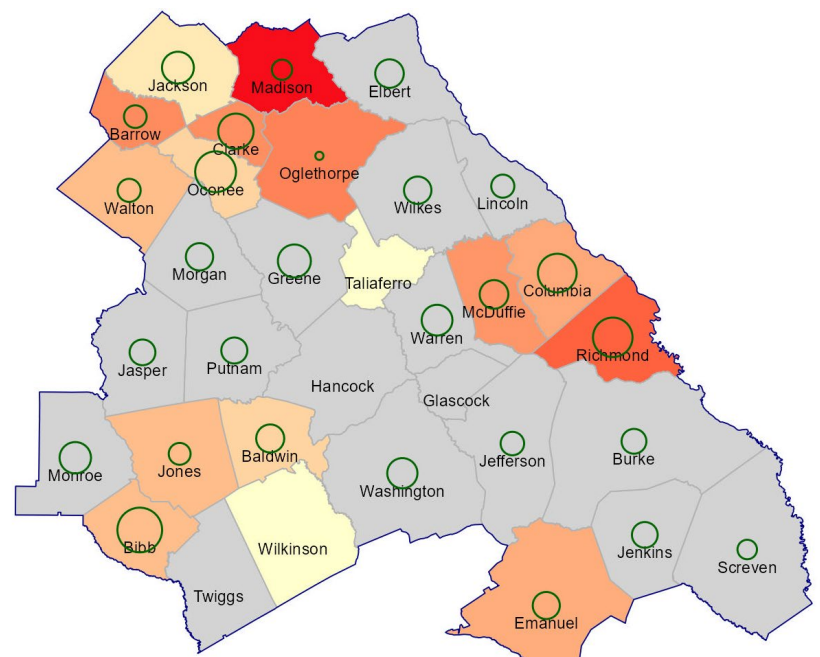 Jackson
Madison
Elbert
Barrow
Clarke
Oglethorpe
Oconee
Walton
Wilkes
Lincoln
Morgan
Greene
Taliaferro
Columbia
McDuffie
Warren
Richmond
Jasper
Putnam
Hancock
Glascock
Monroe
Jones
Baldwin
Jefferson
Burke
Washington
Bibb
Wilkinson
Jenkins
Screven
Twiggs
Emanuel